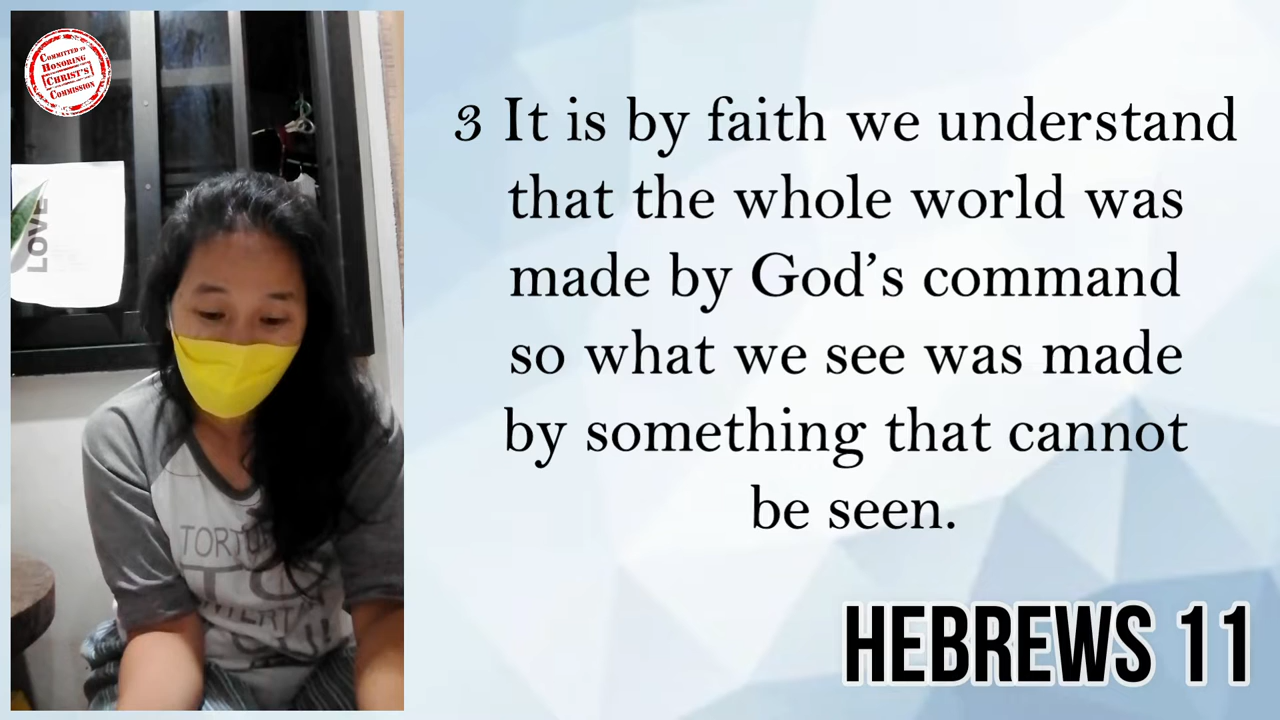 COMMITTED TO
HONORING
CHRIST'S
COMMISSION
LOVE
3 It is by faith we understand
that the whole world was
made by God’s command
so what we see was made
by something that cannot
be seen.
HEBREWS 11